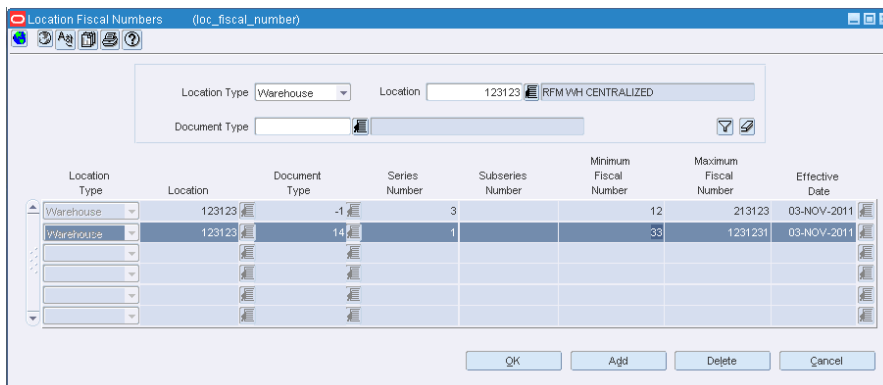 Location Fiscal Numbers (loc_fiscal_number)
Location Type Warehouse Location 123123 RFM WH CENTRALIZED
Document Type
Location Type Location Document Type Series Number Subseries Number Minimum Fiscal Number Maximum Fiscal Number Effective Date
Warehouse 123123 -1 3 12 213123 03-NOV-2011
Warehouse 123123 14 1 33 1231231 03-NOV-2011
OK Add Delete Cancel